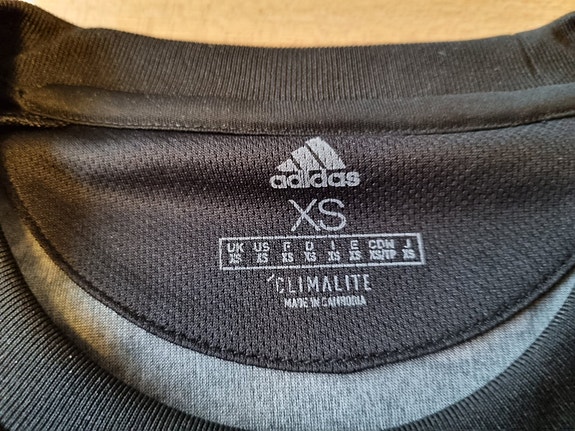 adidas
XS
UK US F D I E CDN J
XS XS XS XS XS XS XS/TP XS
CLIMALITE
MADE IN CAMBODIA